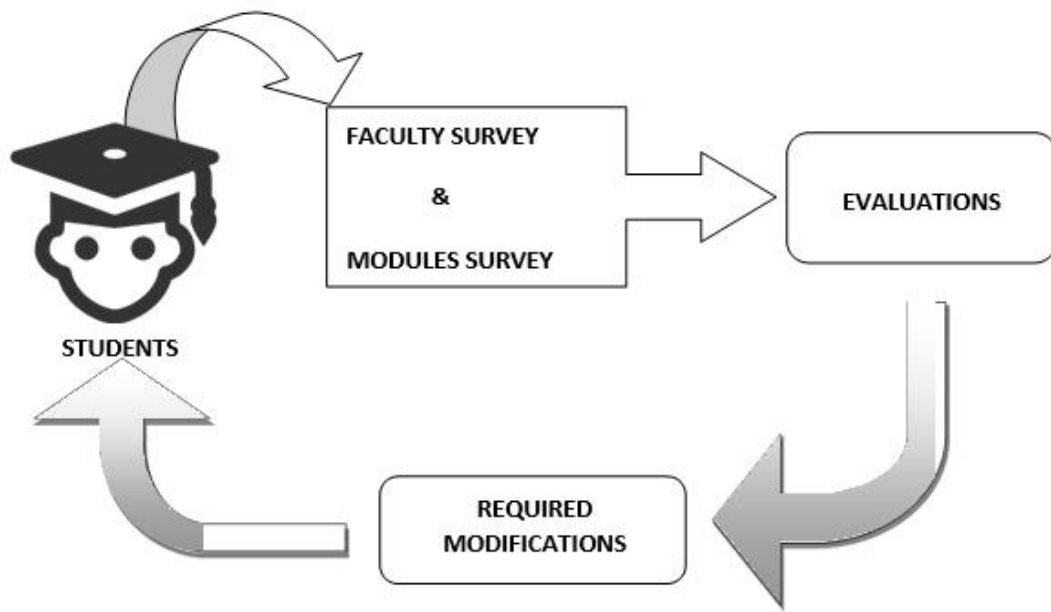 FACULTY SURVEY
&
MODULES SURVEY
EVALUATIONS
STUDENTS
REQUIRED
MODIFICATIONS